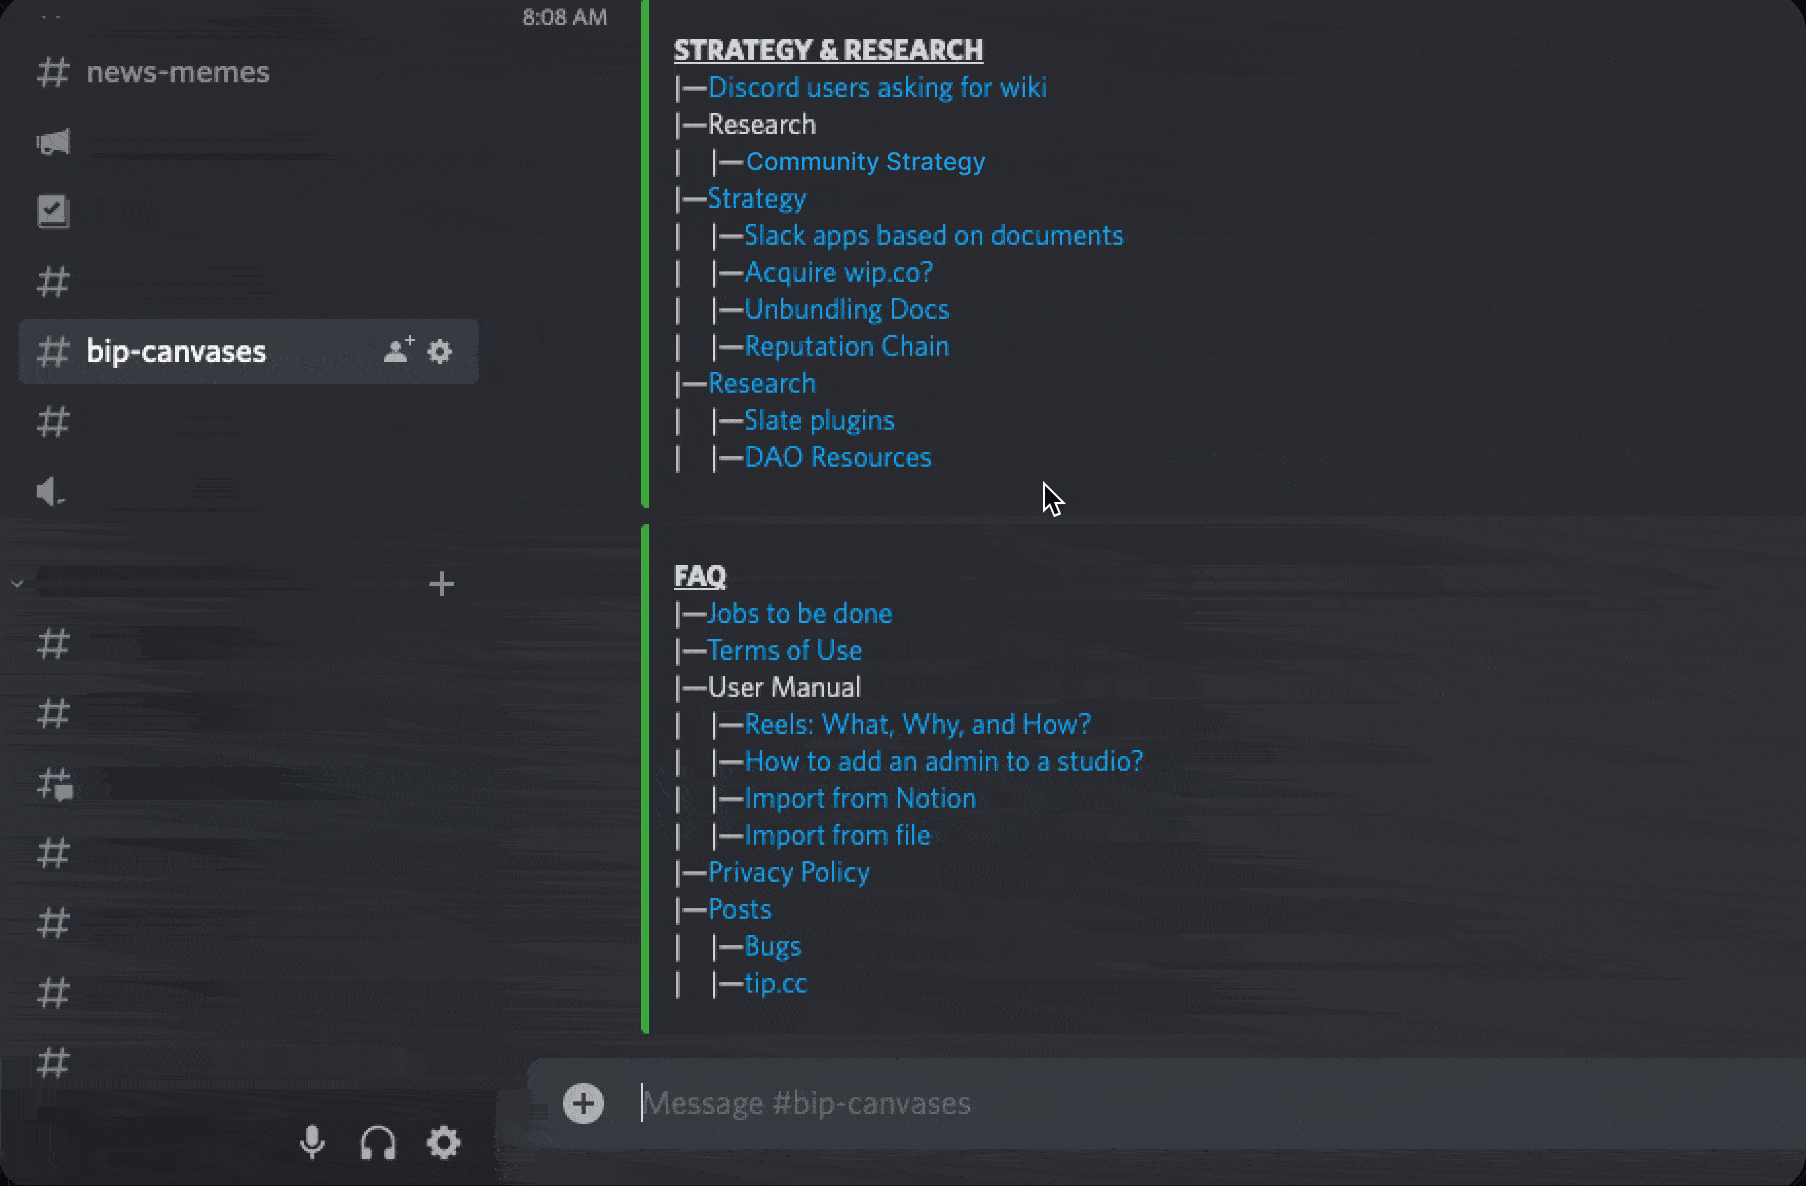 news-memes
bip-canvases
8:08 AM
STRATEGY & RESEARCH
|—Discord users asking for wiki
|—Research
|   |—Community Strategy
|—Strategy
|   |—Slack apps based on documents
|   |—Acquire wip.co?
|   |—Unbundling Docs
|   |—Reputation Chain
|—Research
|   |—Slate plugins
|   |—DAO Resources
FAQ
|—Jobs to be done
|—Terms of Use
|—User Manual
|   |—Reels: What, Why, and How?
|   |—How to add an admin to a studio?
|   |—Import from Notion
|   |—Import from file
|—Privacy Policy
|—Posts
|   |—Bugs
|   |—tip.cc
Message #bip-canvases